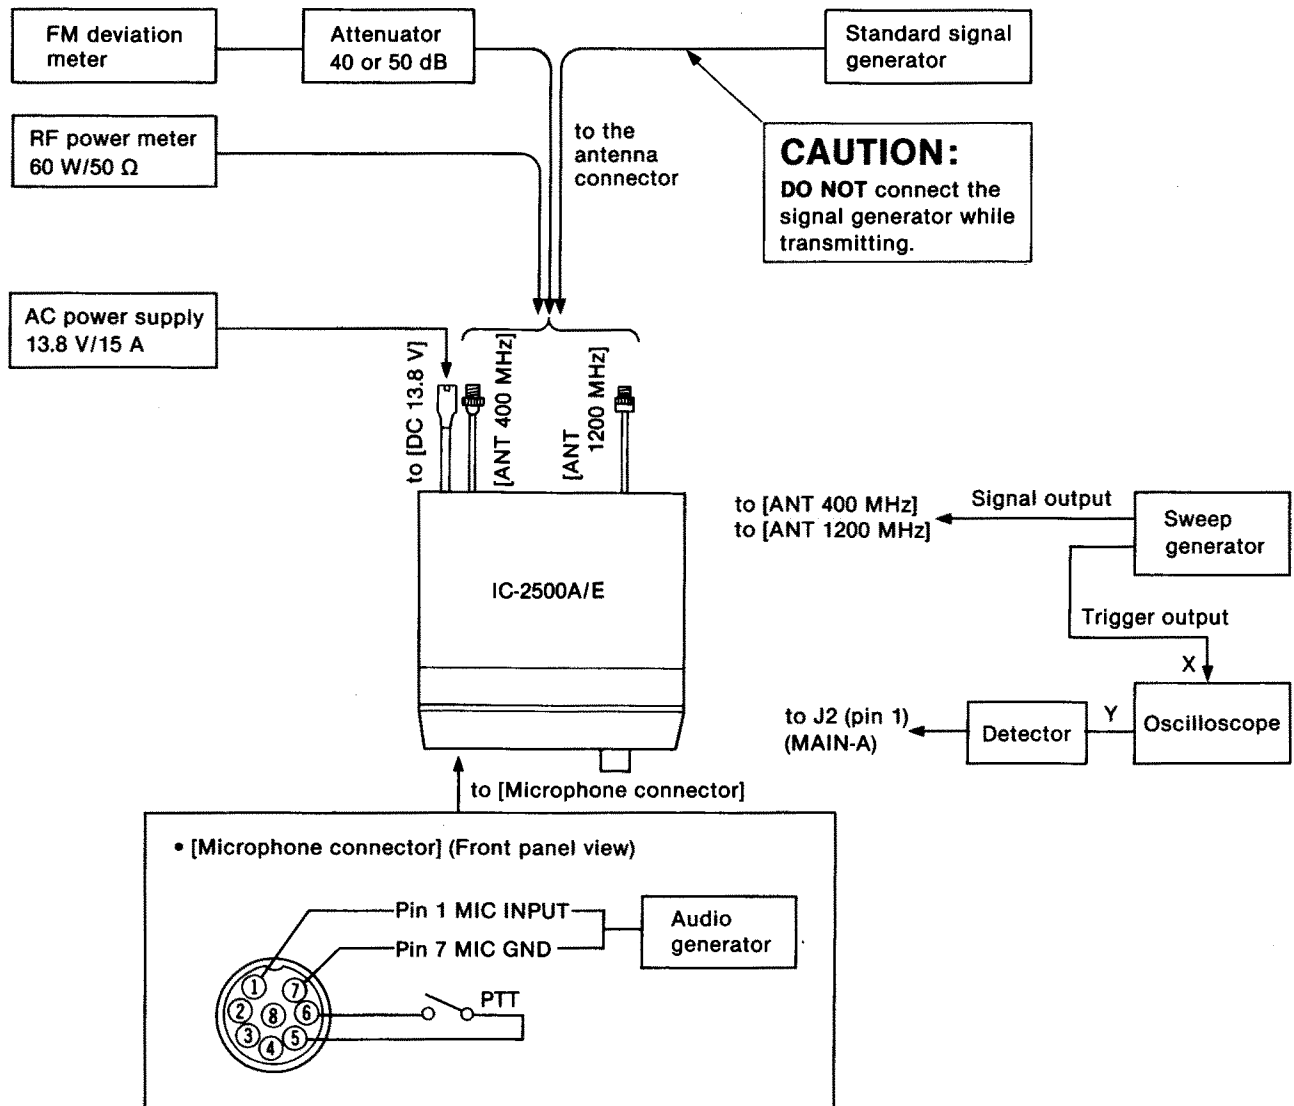 FM deviation
meter
Attenuator
40 or 50 dB
Standard signal
generator
RF power meter
60 W/50 Ω
to the
antenna
connector
CAUTION:
DO NOT connect the
signal generator while
transmitting.
AC power supply
13.8 V/15 A
to [DC 13.8 V]
[ANT 400 MHz]
[ANT
1200 MHz]
IC-2500A/E
to [ANT 400 MHz]
to [ANT 1200 MHz]
Signal output
Sweep
generator
Trigger output
X
to J2 (pin 1)
(MAIN-A)
Detector
Y
Oscilloscope
to [Microphone connector]
• [Microphone connector] (Front panel view)
Pin 1 MIC INPUT
Pin 7 MIC GND
Audio
generator
PTT
1
7
2
8
6
3
4
5